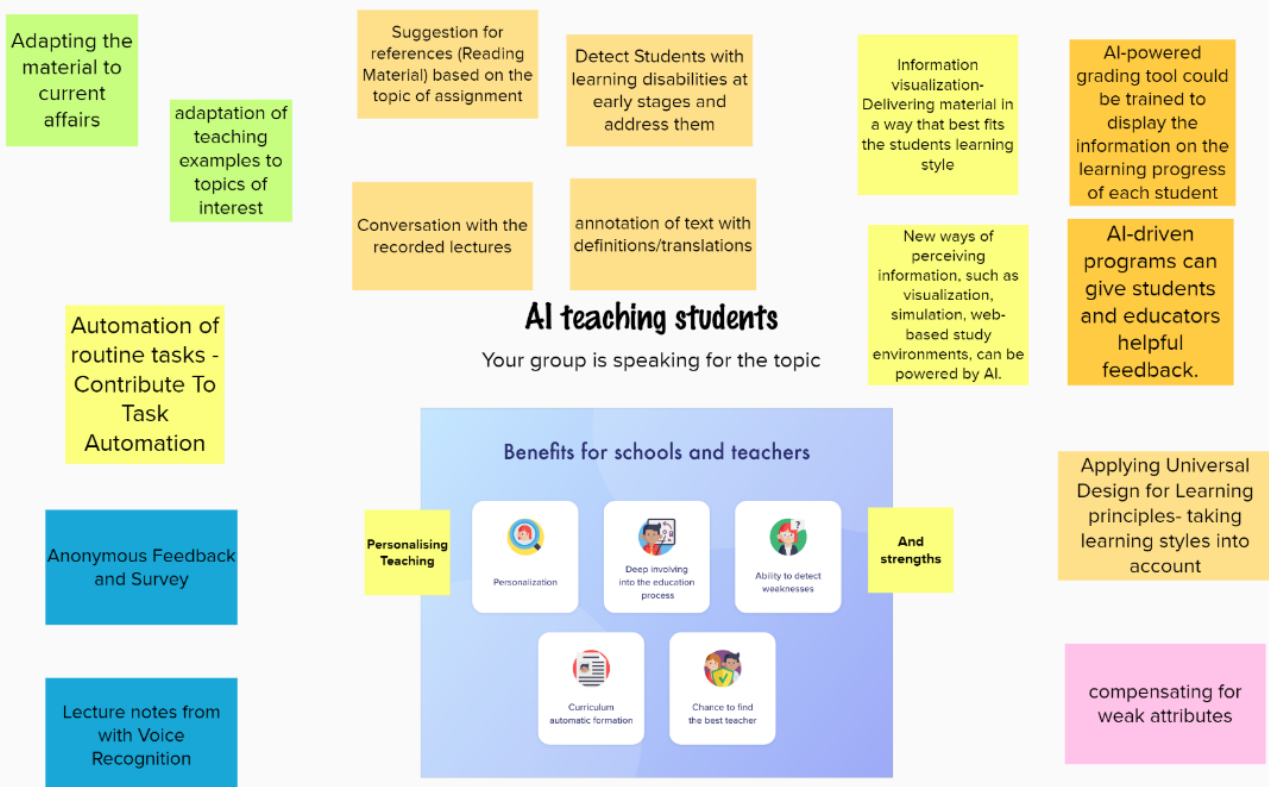 Adapting the
material to
current
affairs
adaptation of
teaching
examples to
topics of
interest
Suggestion for
references (Reading
Material) based on the
topic of assignment
Detect Students with
learning disabilities at
early stages and
address them
Conversation with the
recorded lectures
annotation of text with
definitions/translations
Information
visualization-
Delivering material in
a way that best fits
the students learning
style
AI-powered
grading tool could
be trained to
display the
information on the
learning progress
of each student
New ways of
perceiving
information, such as
visualization,
simulation, web-
based study
environments, can be
powered by AI.
AI-driven
programs can
give students
and educators
helpful
feedback.
AI teaching students
Your group is speaking for the topic
Automation of
routine tasks -
Contribute To
Task
Automation
Anonymous Feedback
and Survey
Lecture notes from
with Voice
Recognition
Benefits for schools and teachers
Personalising
Teaching
Personalization
Deep involving
into the education
process
?
Ability to detect
weaknesses
And
strengths
Curriculum
automatic formation
Chance to find
the best teacher
Applying Universal
Design for Learning
principles- taking
learning styles into
account
compensating for
weak attributes